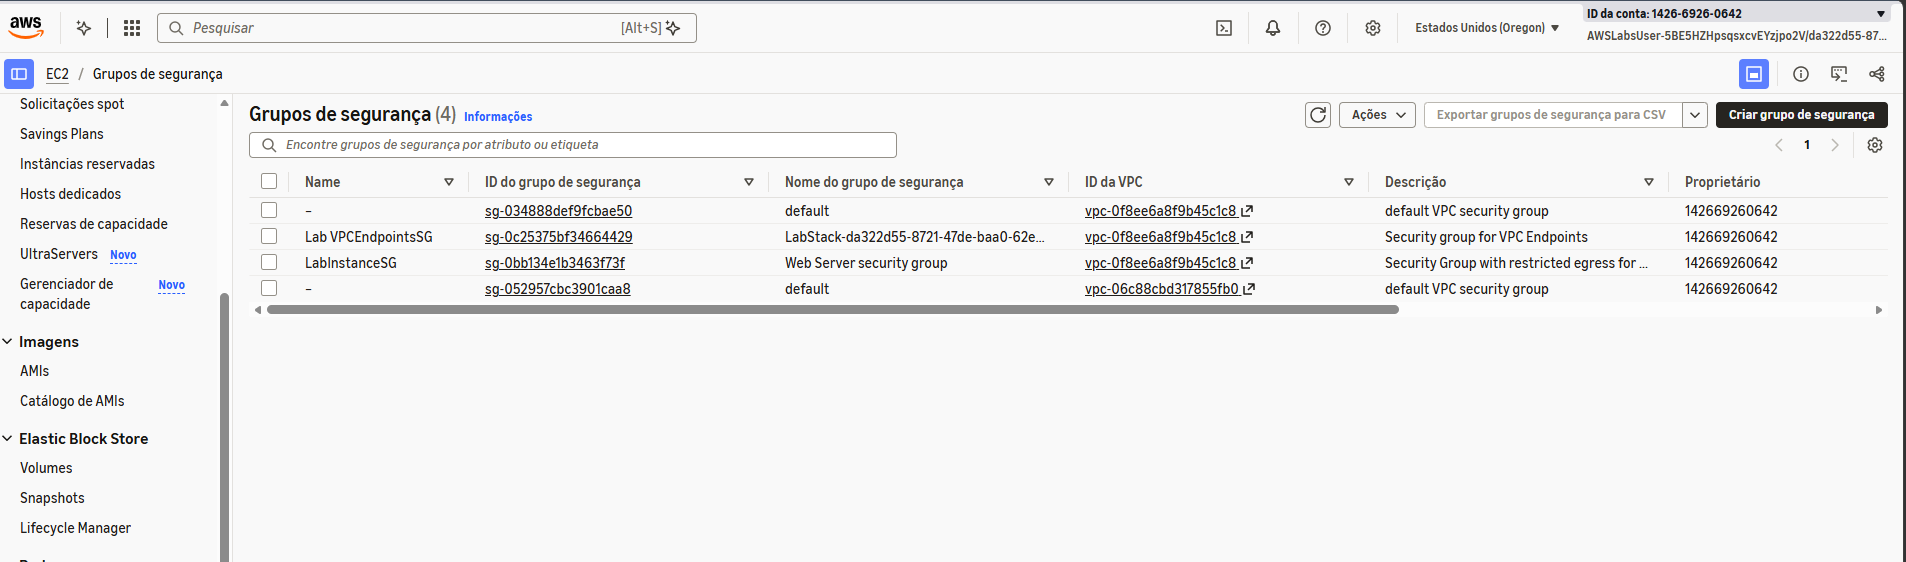 aws
Pesquisar [Alt+S]
Estados Unidos (Oregon)
ID da conta: 1426-6926-0642
AWSLabsUser-5BE5HZHpsqsxcvEYzjpo2V/da322d55-87...
EC2 / Grupos de segurança
Solicitações spot
Savings Plans
Instâncias reservadas
Hosts dedicados
Reservas de capacidade
UltraServers Novo
Gerenciador de capacidade Novo
Imagens
AMIs
Catálogo de AMIs
Elastic Block Store
Volumes
Snapshots
Lifecycle Manager
Grupos de segurança (4) Informações
Ações
Exportar grupos de segurança para CSV
Criar grupo de segurança
Encontre grupos de segurança por atributo ou etiqueta
1
Name ID do grupo de segurança Nome do grupo de segurança ID da VPC Descrição Proprietário
– sg-034888def9fcbae50 default vpc-0f8ee6a8f9b45c1c8 default VPC security group 142669260642
Lab VPCEndpointsSG sg-0c25375bf34664429 LabStack-da322d55-8721-47de-baa0-62e... vpc-0f8ee6a8f9b45c1c8 Security group for VPC Endpoints 142669260642
LabInstanceSG sg-0bb134e1b3463f73f Web Server security group vpc-0f8ee6a8f9b45c1c8 Security Group with restricted egress for ... 142669260642
– sg-052957cbc3901caa8 default vpc-06c88cbd317855fb0 default VPC security group 142669260642